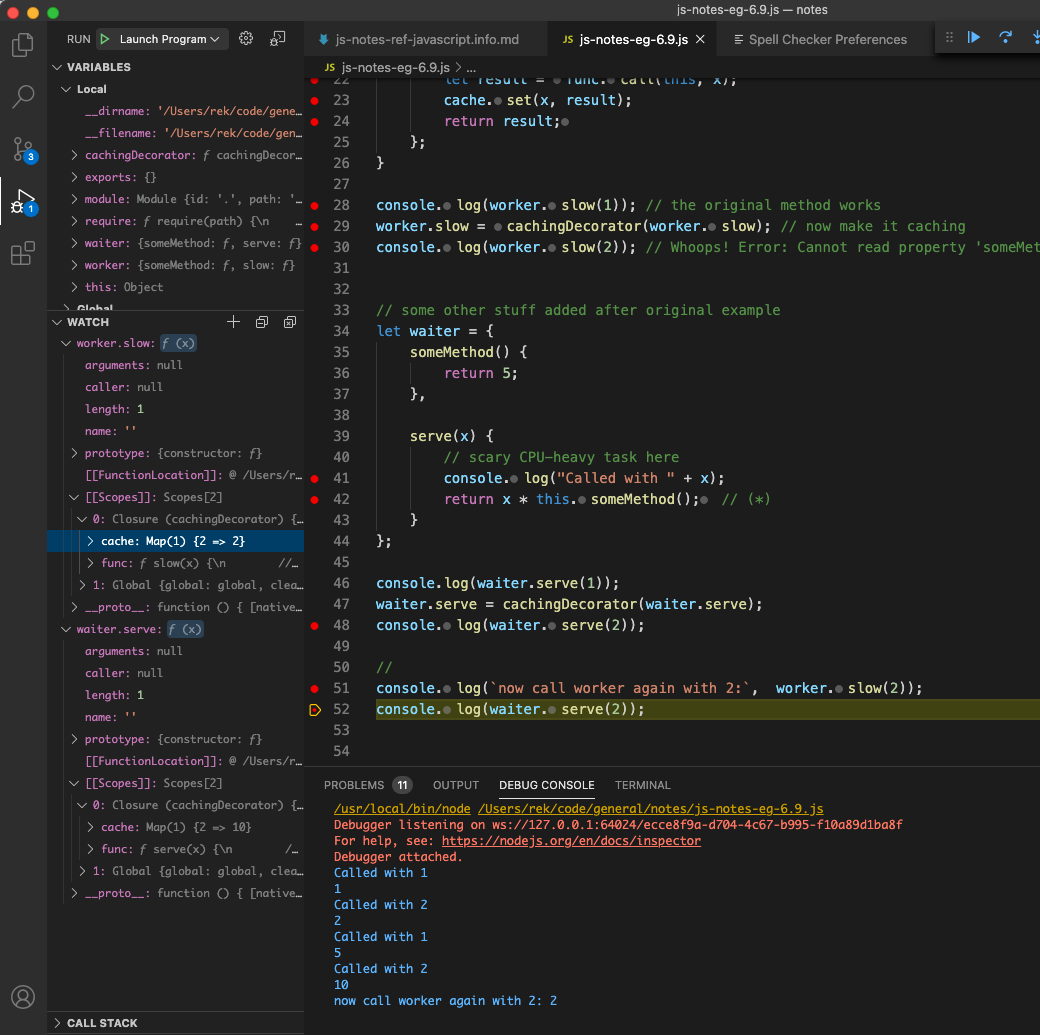 js-notes-eg-6.9.js — notes
RUN Launch Program
js-notes-ref-javascript.info.md
JS js-notes-eg-6.9.js
Spell Checker Preferences
JS js-notes-eg-6.9.js > ...
VARIABLES
Local
__dirname: '/Users/rek/code/gene…
__filename: '/Users/rek/code/gen…
cachingDecorator: ƒ cachingDecor…
exports: {}
module: Module {id: '.', path: '…
require: ƒ require(path) {\n …
waiter: {someMethod: ƒ, serve: ƒ}
worker: {someMethod: ƒ, slow: ƒ}
this: Object
Global
WATCH
worker.slow: ƒ (x)
arguments: null
caller: null
length: 1
name: ''
prototype: {constructor: ƒ}
[[FunctionLocation]]: @ /Users/r…
[[Scopes]]: Scopes[2]
0: Closure (cachingDecorator) {…
cache: Map(1) {2 => 2}
func: ƒ slow(x) {\n //…
1: Global {global: global, clea…
__proto__: function () { [native…
waiter.serve: ƒ (x)
arguments: null
caller: null
length: 1
name: ''
prototype: {constructor: ƒ}
[[FunctionLocation]]: @ /Users/r…
[[Scopes]]: Scopes[2]
0: Closure (cachingDecorator) {…
cache: Map(1) {2 => 10}
func: ƒ serve(x) {\n /…
1: Global {global: global, clea…
__proto__: function () { [native…
CALL STACK
3
1
22 let result = func.call(this, x);
23 cache.set(x, result);
24 return result;
25 };
26 }
27
28 console.log(worker.slow(1)); // the original method works
29 worker.slow = cachingDecorator(worker.slow); // now make it caching
30 console.log(worker.slow(2)); // Whoops! Error: Cannot read property 'someMet
31
32
33 // some other stuff added after original example
34 let waiter = {
35 someMethod() {
36 return 5;
37 },
38
39 serve(x) {
40 // scary CPU-heavy task here
41 console.log("Called with " + x);
42 return x * this.someMethod(); // (*)
43 }
44 };
45
46 console.log(waiter.serve(1));
47 waiter.serve = cachingDecorator(waiter.serve);
48 console.log(waiter.serve(2));
49
50 //
51 console.log(`now call worker again with 2:`, worker.slow(2));
52 console.log(waiter.serve(2));
53
54
PROBLEMS 11 OUTPUT DEBUG CONSOLE TERMINAL
/usr/local/bin/node /Users/rek/code/general/notes/js-notes-eg-6.9.js
Debugger listening on ws://127.0.0.1:64024/ecce8f9a-d704-4c67-b995-f10a89d1ba8f
For help, see: https://nodejs.org/en/docs/inspector
Debugger attached.
Called with 1
1
Called with 2
2
Called with 1
5
Called with 2
10
now call worker again with 2: 2